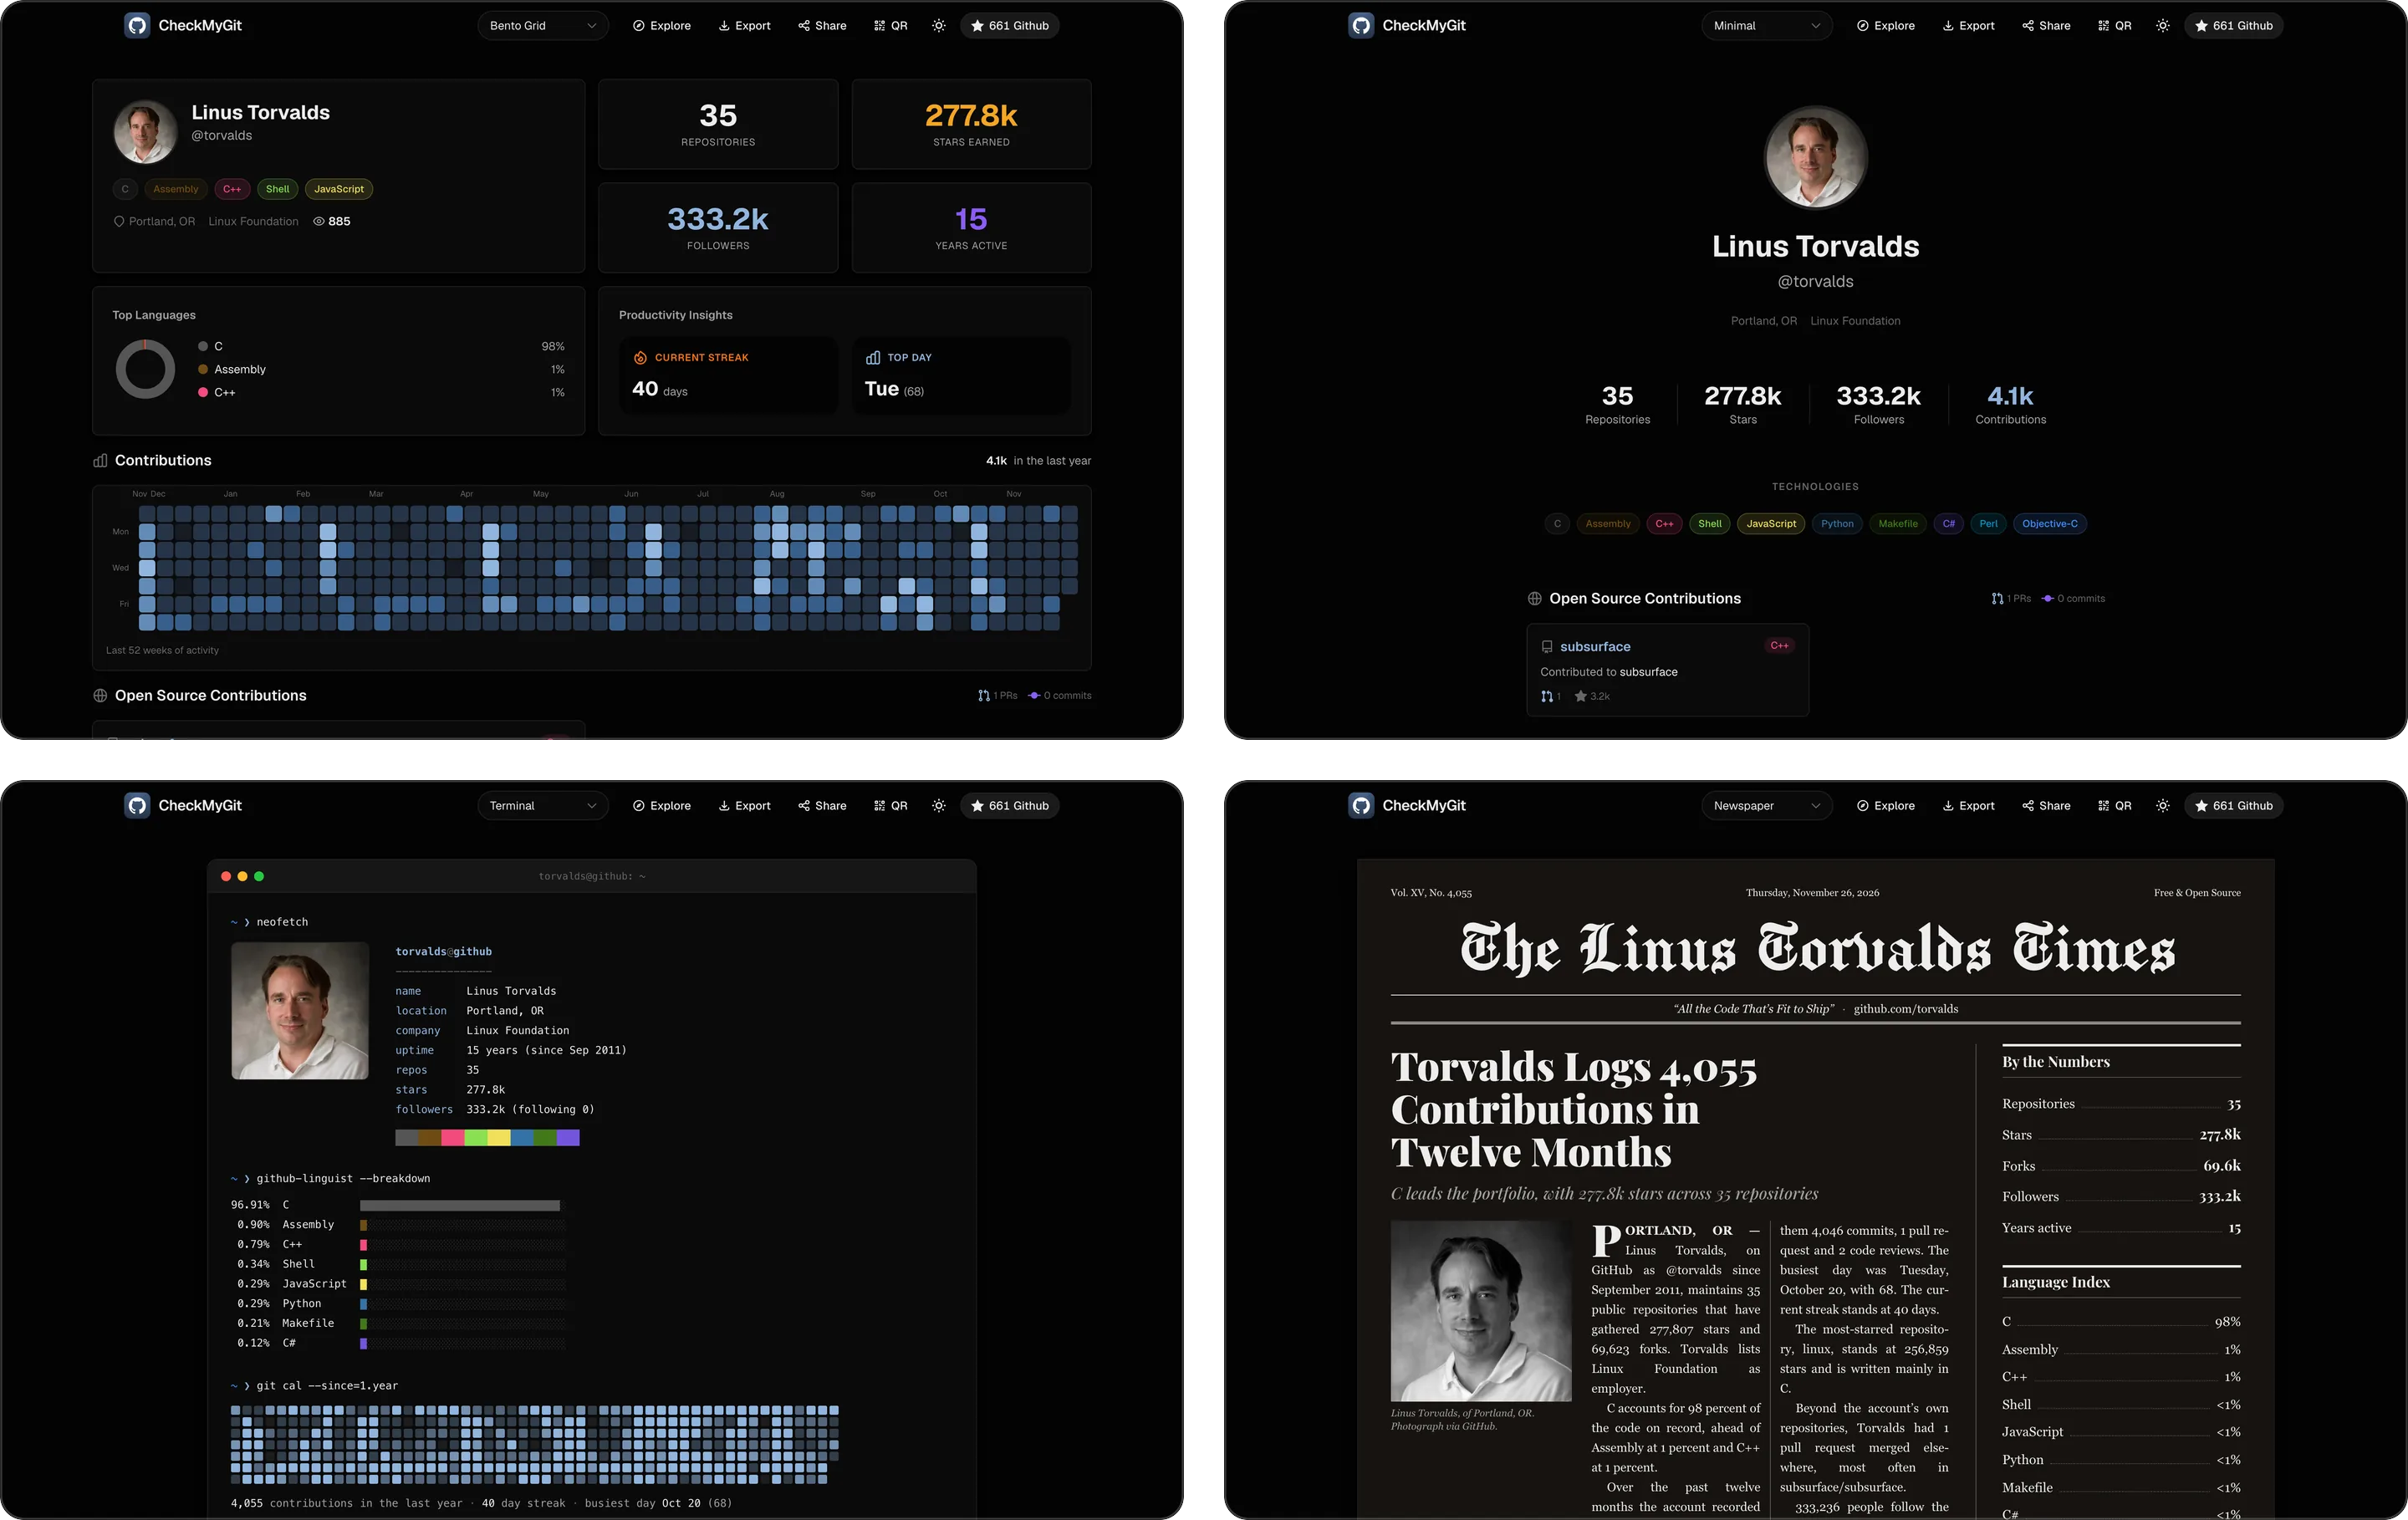 CheckMyGit
Bento Grid
Explore
Export
Share
QR
661 Github
Linus Torvalds
@torvalds
C Assembly C++ Shell JavaScript
Portland, OR Linux Foundation 885
35
REPOSITORIES
277.8k
STARS EARNED
333.2k
FOLLOWERS
15
YEARS ACTIVE
Top Languages
C 98%
Assembly 1%
C++ 1%
Productivity Insights
CURRENT STREAK
40 days
TOP DAY
Tue (68)
Contributions
4.1k in the last year
Nov Dec Jan Feb Mar Apr May Jun Jul Aug Sep Oct Nov
Mon
Wed
Fri
Last 52 weeks of activity
Open Source Contributions
1 PRs 0 commits
CheckMyGit
Minimal
Explore
Export
Share
QR
661 Github
Linus Torvalds
@torvalds
Portland, OR Linux Foundation
35
Repositories
277.8k
Stars
333.2k
Followers
4.1k
Contributions
TECHNOLOGIES
C Assembly C++ Shell JavaScript Python Makefile C# Perl Objective-C
Open Source Contributions
1 PRs 0 commits
subsurface C++
Contributed to subsurface
1 3.2k
CheckMyGit
Terminal
Explore
Export
Share
QR
661 Github
torvalds@github: ~
~ ❯ neofetch
torvalds@github
---------------
name Linus Torvalds
location Portland, OR
company Linux Foundation
uptime 15 years (since Sep 2011)
repos 35
stars 277.8k
followers 333.2k (following 0)
~ ❯ github-linguist --breakdown
96.91% C
0.90% Assembly
0.79% C++
0.34% Shell
0.29% JavaScript
0.29% Python
0.21% Makefile
0.12% C#
~ ❯ git cal --since=1.year
4,055 contributions in the last year · 40 day streak · busiest day Oct 20 (68)
CheckMyGit
Newspaper
Explore
Export
Share
QR
661 Github
Vol. XV, No. 4,055
Thursday, November 26, 2026
Free & Open Source
The Linus Torvalds Times
“All the Code That’s Fit to Ship” · github.com/torvalds
Torvalds Logs 4,055
Contributions in
Twelve Months
C leads the portfolio, with 277.8k stars across 35 repositories
Linus Torvalds, of Portland, OR.
Photograph via GitHub.
PORTLAND, OR —
Linus Torvalds, on
GitHub as @torvalds since
September 2011, maintains 35
public repositories that have
gathered 277,807 stars and
69,623 forks. Torvalds lists
Linux Foundation as
employer.
C accounts for 98 percent of
the code on record, ahead of
Assembly at 1 percent and C++
at 1 percent.
Over the past twelve
months the account recorded
them 4,046 commits, 1 pull re-
quest and 2 code reviews. The
busiest day was Tuesday,
October 20, with 68. The cur-
rent streak stands at 40 days.
The most-starred reposito-
ry, linux, stands at 256,859
stars and is written mainly in
C.
Beyond the account’s own
repositories, Torvalds had 1
pull request merged else-
where, most often in
subsurface/subsurface.
333,236 people follow the
By the Numbers
Repositories 35
Stars 277.8k
Forks 69.6k
Followers 333.2k
Years active 15
Language Index
C 98%
Assembly 1%
C++ 1%
Shell <1%
JavaScript <1%
Python <1%
Makefile <1%
C# <1%